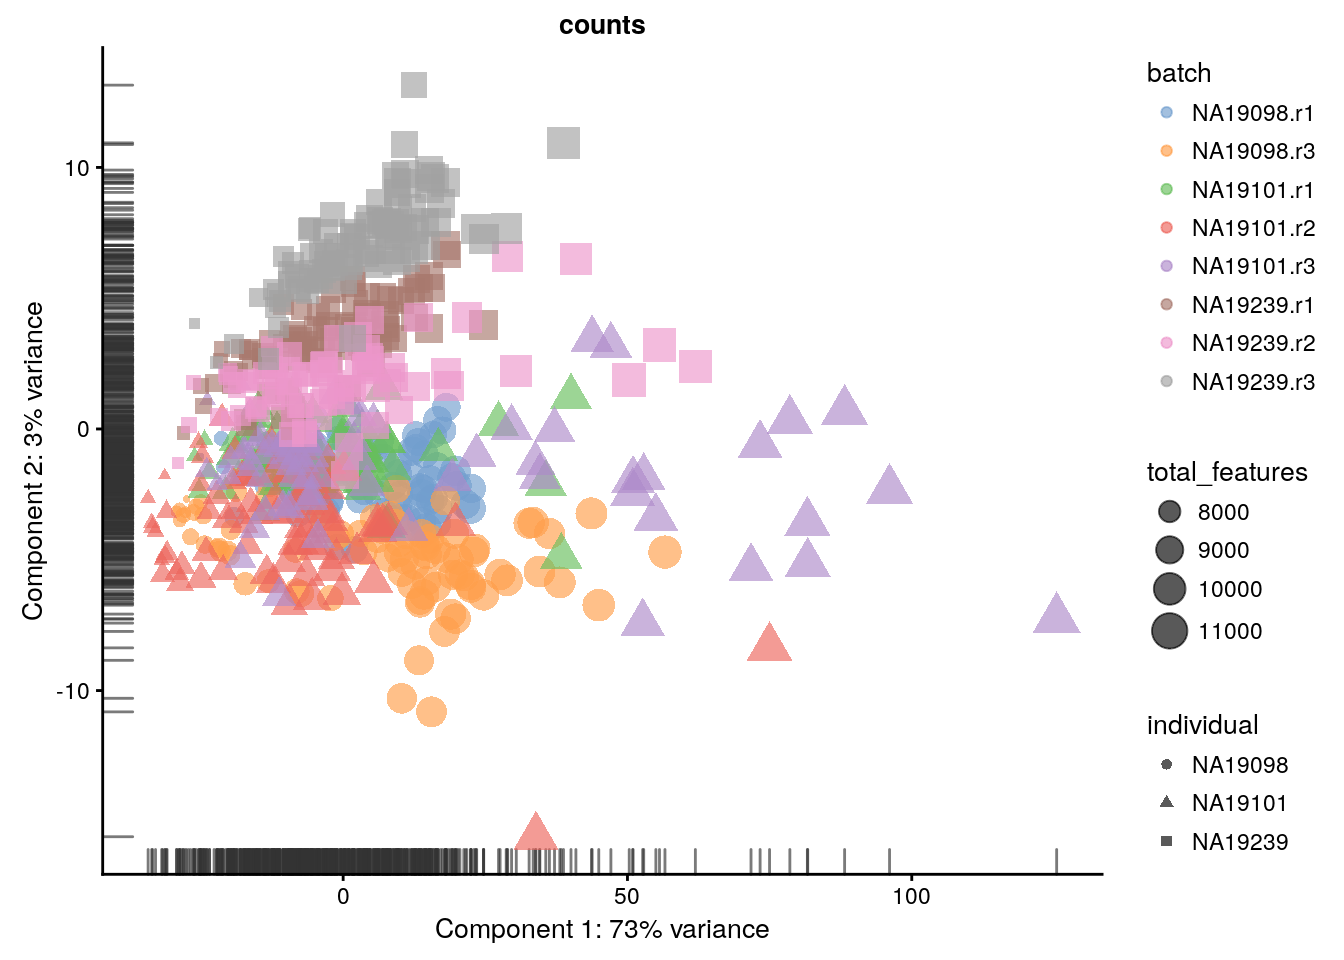 counts
Component 2: 3% variance
10
0
-10
0
50
100
Component 1: 73% variance
batch
NA19098.r1
NA19098.r3
NA19101.r1
NA19101.r2
NA19101.r3
NA19239.r1
NA19239.r2
NA19239.r3
total_features
8000
9000
10000
11000
individual
NA19098
NA19101
NA19239